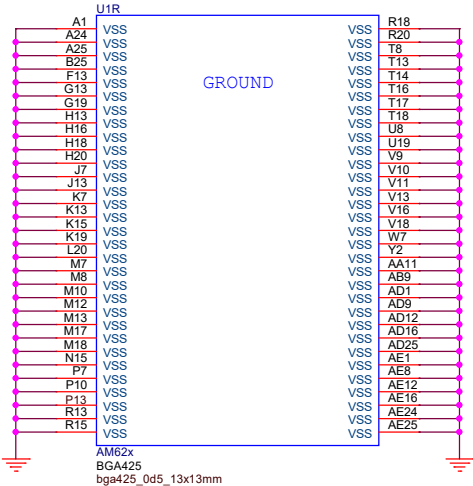 U1R
A1 VSS VSS R18
A24 VSS VSS R20
A25 VSS VSS T8
B25 VSS VSS T13
F13 VSS GROUND VSS T14
G13 VSS VSS T16
G19 VSS VSS T17
H13 VSS VSS T18
H16 VSS VSS U8
H18 VSS VSS U19
H20 VSS VSS V9
J7 VSS VSS V10
J13 VSS VSS V11
K7 VSS VSS V13
K13 VSS VSS V16
K15 VSS VSS V18
K19 VSS VSS W7
L20 VSS VSS Y2
M7 VSS VSS AA11
M8 VSS VSS AB9
M10 VSS VSS AD1
M12 VSS VSS AD9
M13 VSS VSS AD12
M17 VSS VSS AD16
M18 VSS VSS AD25
N15 VSS VSS AE1
P7 VSS VSS AE8
P10 VSS VSS AE12
P13 VSS VSS AE16
R13 VSS VSS AE24
R15 VSS VSS AE25
AM62x
BGA425
bga425_0d5_13x13mm